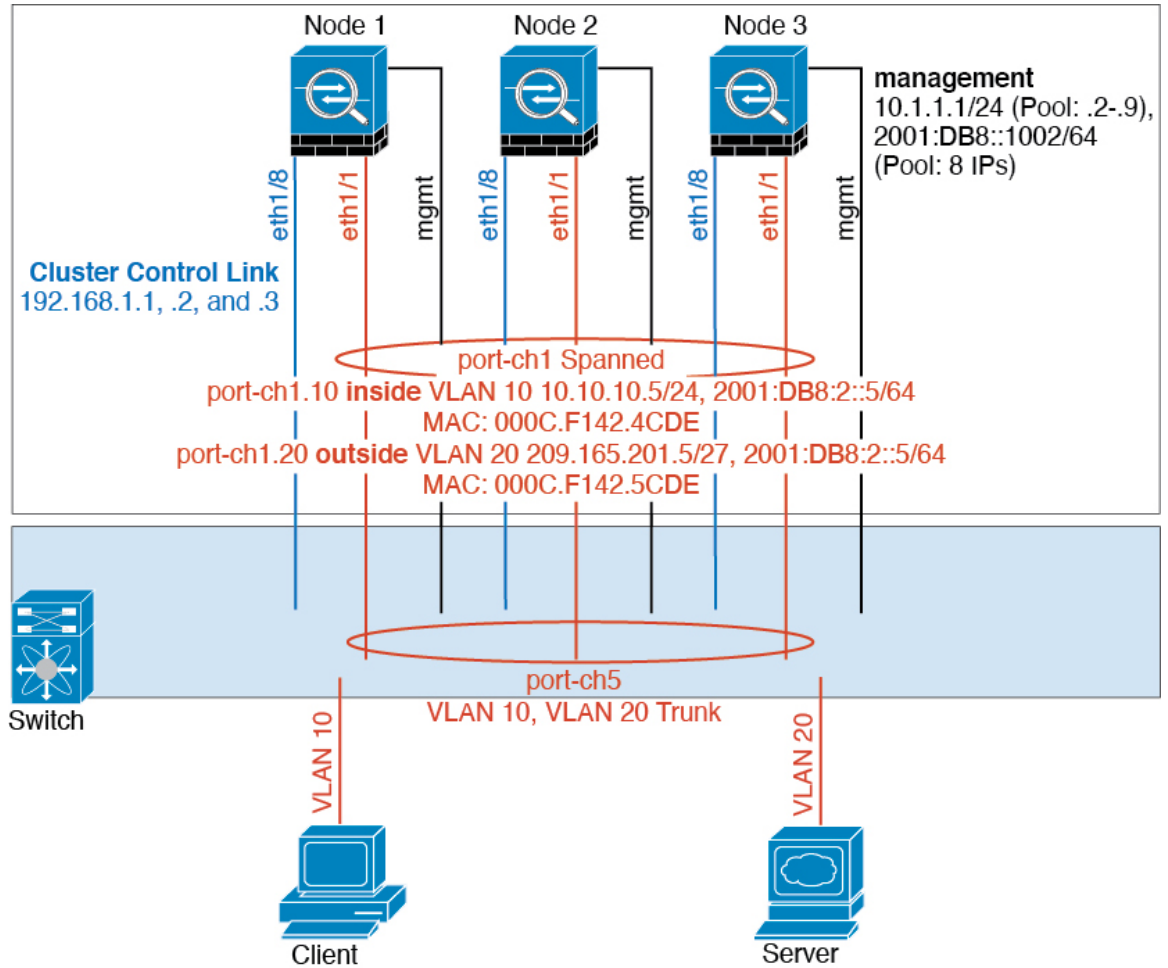 Node 1
Node 2
Node 3
management
10.1.1.1/24 (Pool: .2-.9),
2001:DB8::1002/64
(Pool: 8 IPs)
eth1/8
eth1/1
mgmt
eth1/8
eth1/1
mgmt
eth1/8
eth1/1
mgmt
Cluster Control Link
192.168.1.1, .2, and .3
port-ch1 Spanned
port-ch1.10 inside VLAN 10 10.10.10.5/24, 2001:DB8:2::5/64
MAC: 000C.F142.4CDE
port-ch1.20 outside VLAN 20 209.165.201.5/27, 2001:DB8:2::5/64
MAC: 000C.F142.5CDE
Switch
port-ch5
VLAN 10, VLAN 20 Trunk
VLAN 10
VLAN 20
Client
Server